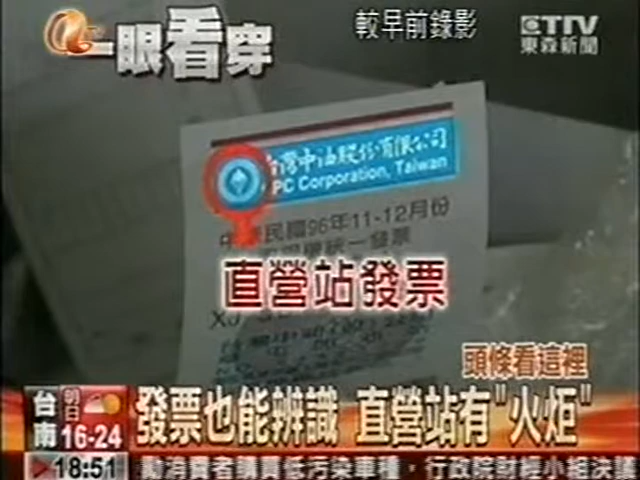 一眼看穿
較早前錄影
ETTV
東森新聞
台灣中油股份有限公司
CPC Corporation, Taiwan
中華民國96年11-12月份
統一發票
直營站發票
頭條看這裡
台南
明日
16-24
發票也能辨識 直營站有"火炬"
18:51
勵消費者購買低污染車種，行政院財經小組決議